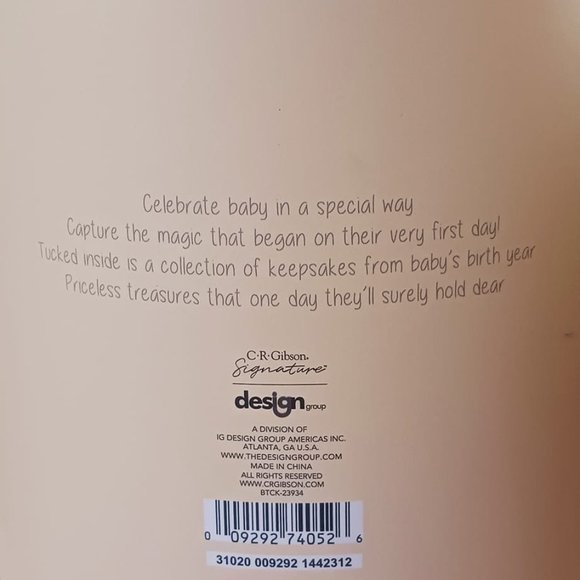 Celebrate baby in a special way
Capture the magic that began on their very first day!
Tucked inside is a collection of keepsakes from baby's birth year
Priceless treasures that one day they'll surely hold dear
C·R·Gibson®
Signature™
design group
A DIVISION OF
IG DESIGN GROUP AMERICAS INC.
ATLANTA, GA U.S.A.
WWW.THEDESIGNGROUP.COM
MADE IN CHINA
ALL RIGHTS RESERVED
WWW.CRGIBSON.COM
BTCK-23934
0 09292 74052 6
31020 009292 1442312